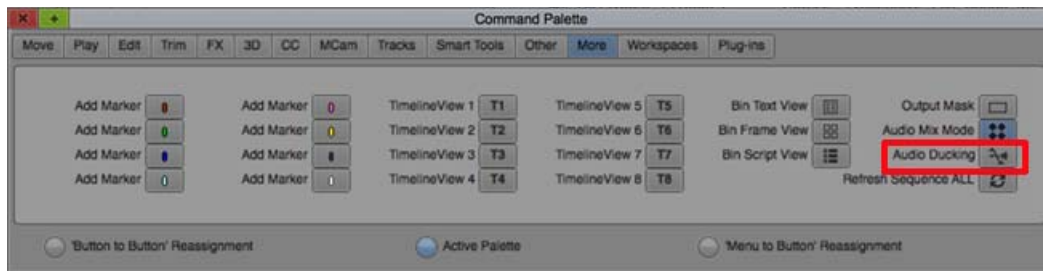 Command Palette
Move Play Edit Trim FX 3D CC MCam Tracks Smart Tools Other More Workspaces Plug-ins
Add Marker Add Marker TimelineView 1 T1 TimelineView 5 T5 Bin Text View Output Mask
Add Marker Add Marker TimelineView 2 T2 TimelineView 6 T6 Bin Frame View Audio Mix Mode
Add Marker Add Marker TimelineView 3 T3 TimelineView 7 T7 Bin Script View Audio Ducking
Add Marker Add Marker TimelineView 4 T4 TimelineView 8 T8 Refresh Sequence ALL
'Button to Button' Reassignment Active Palette 'Menu to Button' Reassignment